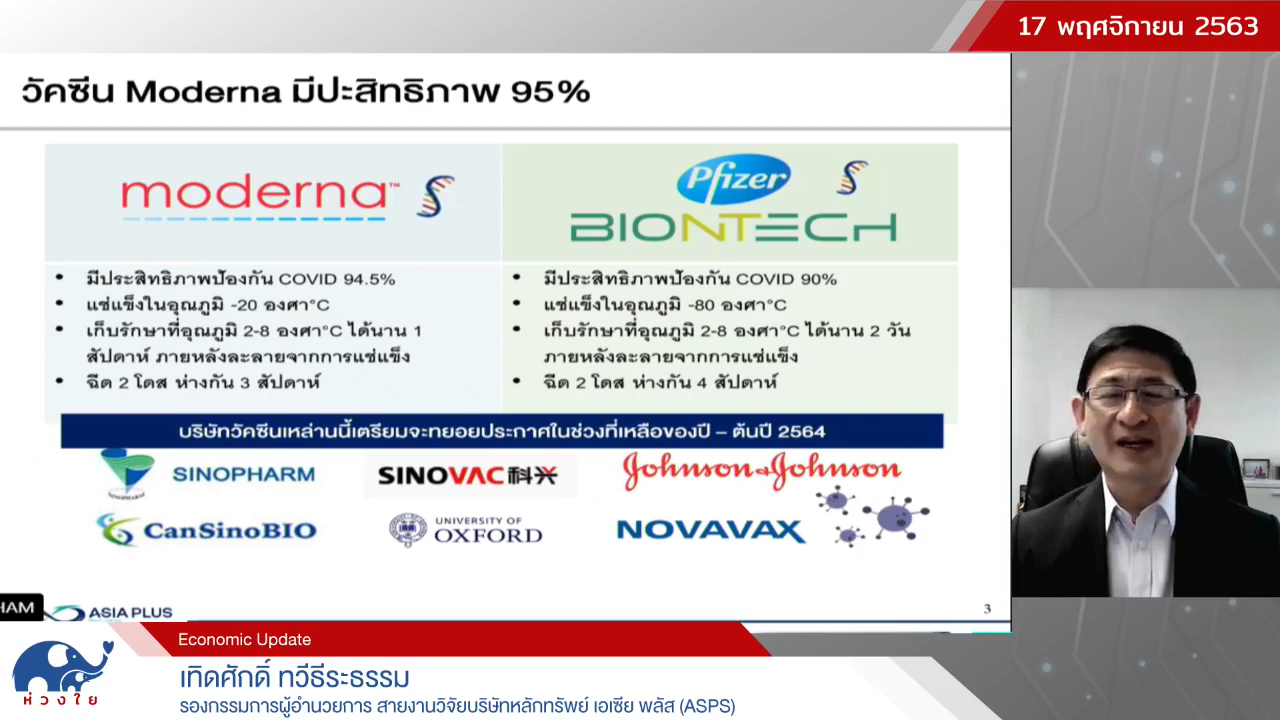 17 พฤศจิกายน 2563
วัคซีน Moderna มีปะสิทธิภาพ 95%
moderna™
Pfizer
BIONTECH
• มีประสิทธิภาพป้องกัน COVID 94.5%
• แช่แข็งในอุณภูมิ -20 องศา°C
• เก็บรักษาที่อุณภูมิ 2-8 องศา°C ได้นาน 1
สัปดาห์ ภายหลังละลายจากการแช่แข็ง
• ฉีด 2 โดส ห่างกัน 3 สัปดาห์
• มีประสิทธิภาพป้องกัน COVID 90%
• แช่แข็งในอุณภูมิ -80 องศา°C
• เก็บรักษาที่อุณภูมิ 2-8 องศา°C ได้นาน 2 วัน
ภายหลังละลายจากการแช่แข็ง
• ฉีด 2 โดส ห่างกัน 4 สัปดาห์
บริษัทวัคซีนเหล่านี้เตรียมจะทยอยประกาศในช่วงที่เหลือของปี – ต้นปี 2564
SINOPHARM
SINOVAC科兴
Johnson & Johnson
CanSinoBIO
UNIVERSITY OF
OXFORD
NOVAVAX
HAM
ASIA PLUS
3
Economic Update
ห่วงใย
เทิดศักดิ์ ทวีธีระธรรม
รองกรรมการผู้อำนวยการ สายงานวิจัยบริษัทหลักทรัพย์ เอเซีย พลัส (ASPS)